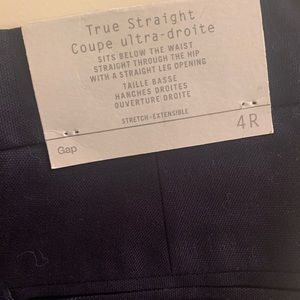 True Straight
Coupe ultra-droite
SITS BELOW THE WAIST
STRAIGHT THROUGH THE HIP
WITH A STRAIGHT LEG OPENING
TAILLE BASSE
HANCHES DROITES
OUVERTURE DROITE
STRETCH-EXTENSIBLE
Gap
4R